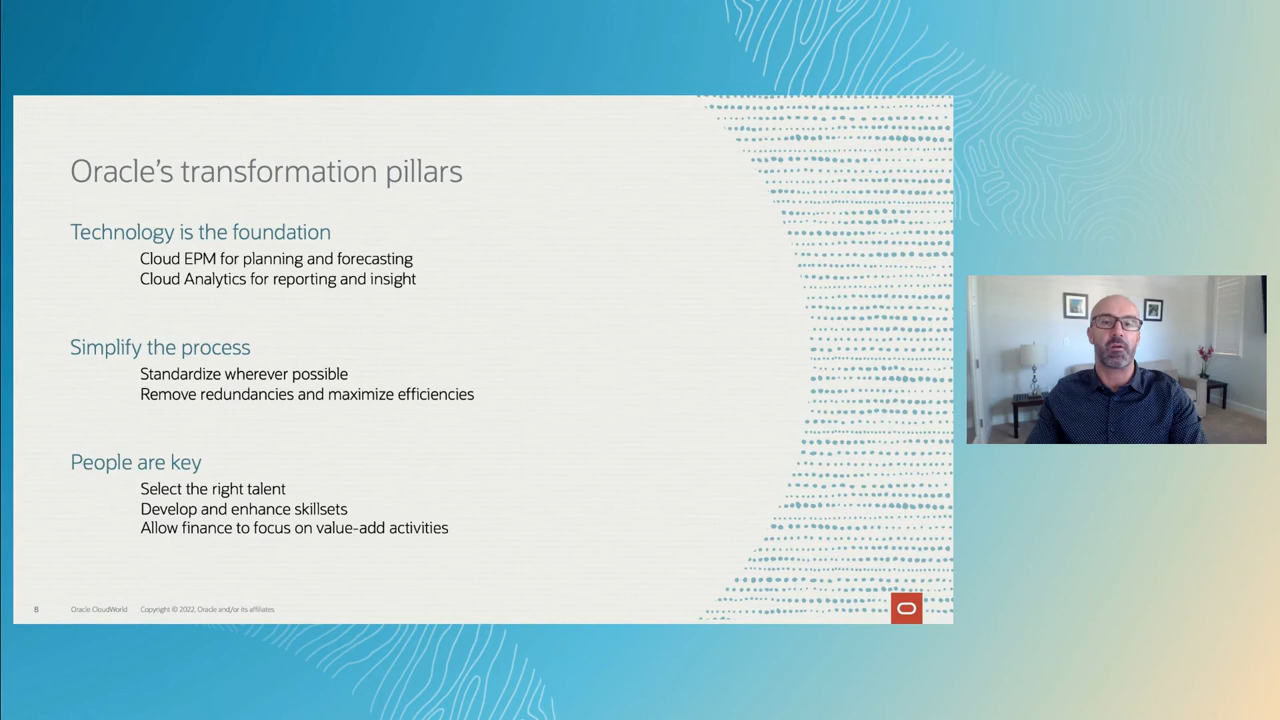 Oracle's transformation pillars
Technology is the foundation
Cloud EPM for planning and forecasting
Cloud Analytics for reporting and insight
Simplify the process
Standardize wherever possible
Remove redundancies and maximize efficiencies
People are key
Select the right talent
Develop and enhance skillsets
Allow finance to focus on value-add activities
8 Oracle CloudWorld Copyright © 2022, Oracle and/or its affiliates